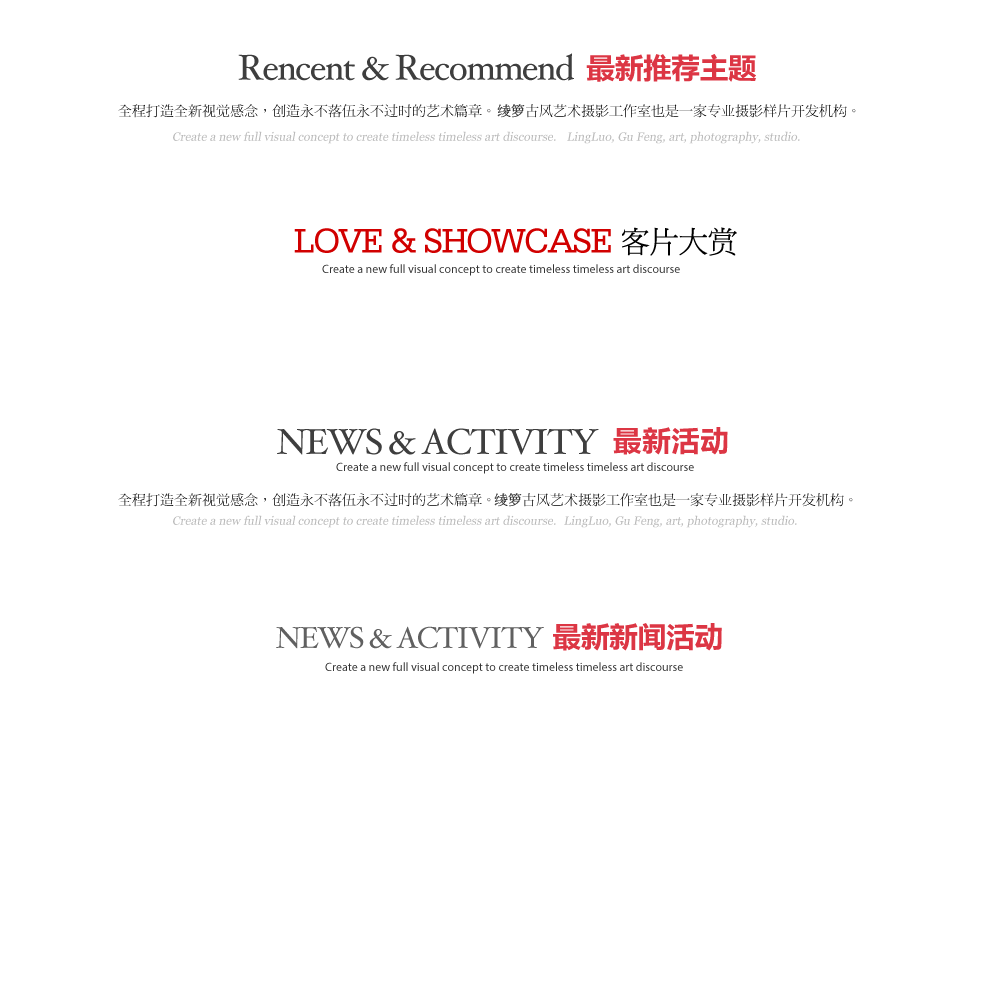 Rencent & Recommend 最新推荐主题
全程打造全新视觉感念，创造永不落伍永不过时的艺术篇章。绫箩古风艺术摄影工作室也是一家专业摄影样片开发机构。
Create a new full visual concept to create timeless timeless art discourse. LingLuo, Gu Feng, art, photography, studio.
LOVE & SHOWCASE 客片大赏
Create a new full visual concept to create timeless timeless art discourse
NEWS & ACTIVITY 最新活动
Create a new full visual concept to create timeless timeless art discourse
全程打造全新视觉感念，创造永不落伍永不过时的艺术篇章。绫箩古风艺术摄影工作室也是一家专业摄影样片开发机构。
Create a new full visual concept to create timeless timeless art discourse. LingLuo, Gu Feng, art, photography, studio.
NEWS & ACTIVITY 最新新闻活动
Create a new full visual concept to create timeless timeless art discourse